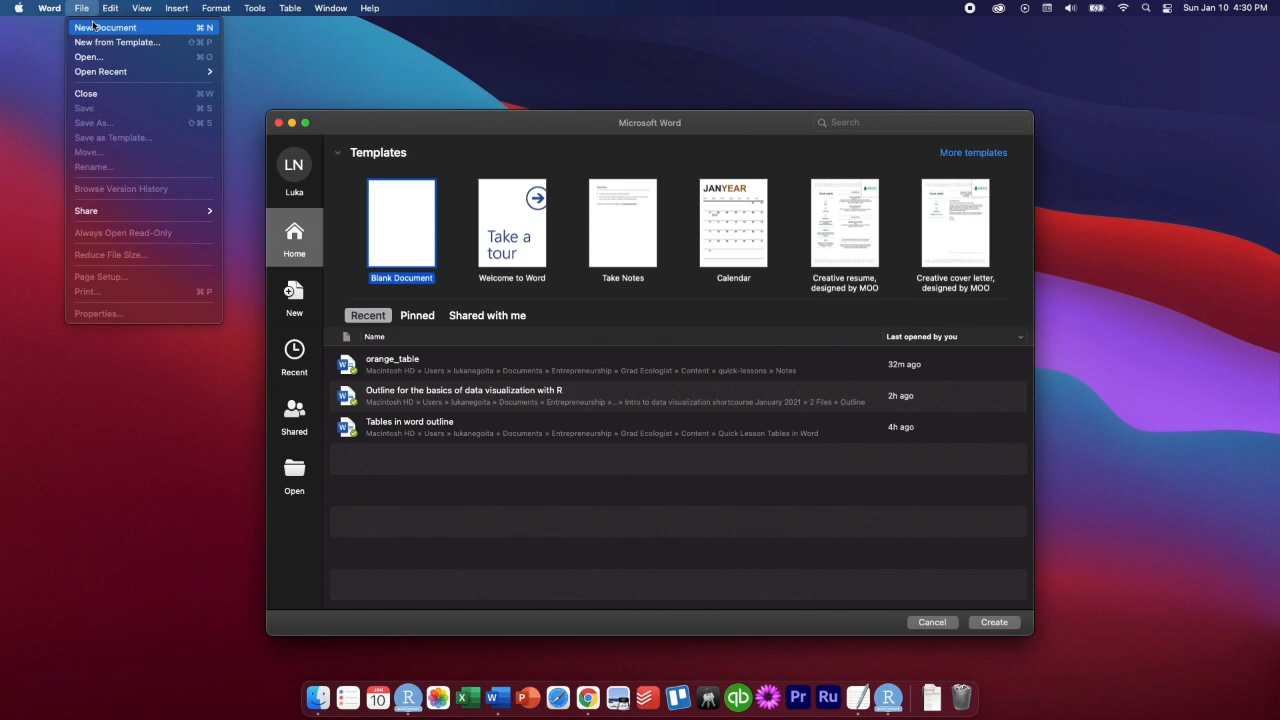 Word File Edit View Insert Format Tools Table Window Help
Sun Jan 10 4:30 PM
New Document ⌘ N
New from Template... ⇧⌘ P
Open... ⌘ O
Open Recent >
Close ⌘ W
Save ⌘ S
Save As... ⇧⌘ S
Save as Template...
Move...
Rename...
Browse Version History
Share >
Always Open Read-Only
Reduce File Size...
Page Setup...
Print... ⌘ P
Properties...
Microsoft Word
Search
LN
Luka
Home
New
Recent
Shared
Open
Templates
More templates
Take a
tour
JANYEAR
Blank Document
Welcome to Word
Take Notes
Calendar
Creative resume,
designed by MOO
Creative cover letter,
designed by MOO
Recent Pinned Shared with me
Name Last opened by you
orange_table
Macintosh HD » Users » lukanegoita » Documents » Entrepreneurship » Grad Ecologist » Content » quick-lessons » Notes
32m ago
Outline for the basics of data visualization with R
Macintosh HD » Users » lukanegoita » Documents » Entrepreneurship »...» Intro to data visualization shortcourse January 2021 » 2 Files » Outline
2h ago
Tables in word outline
Macintosh HD » Users » lukanegoita » Documents » Entrepreneurship » Grad Ecologist » Content » Quick Lesson Tables in Word
4h ago
Cancel Create
JAN
10
R
R
X
W
P
qb
Pr
Ru